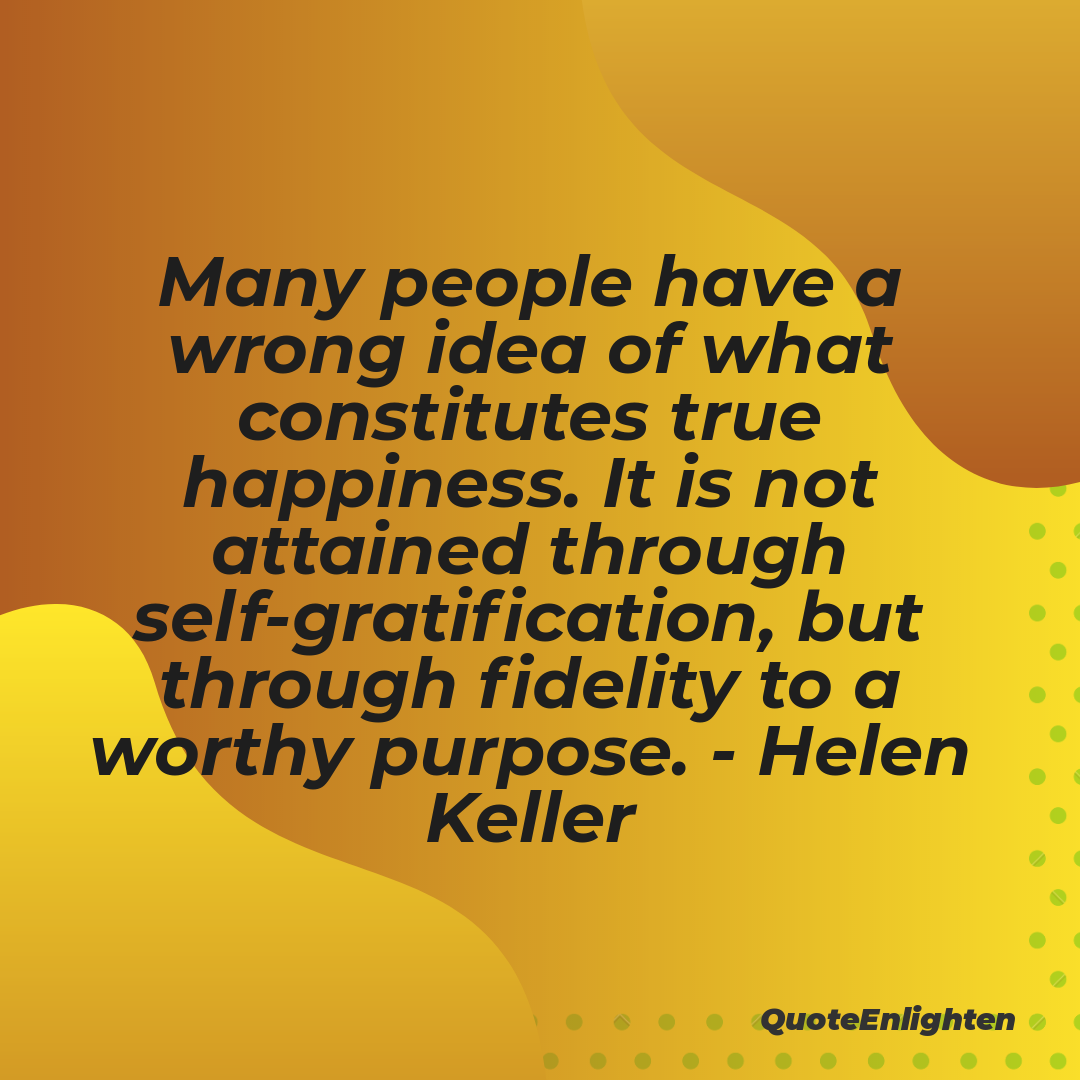 Many people have a
wrong idea of what
constitutes true
happiness. It is not
attained through
self-gratification, but
through fidelity to a
worthy purpose. - Helen
Keller
QuoteEnlighten